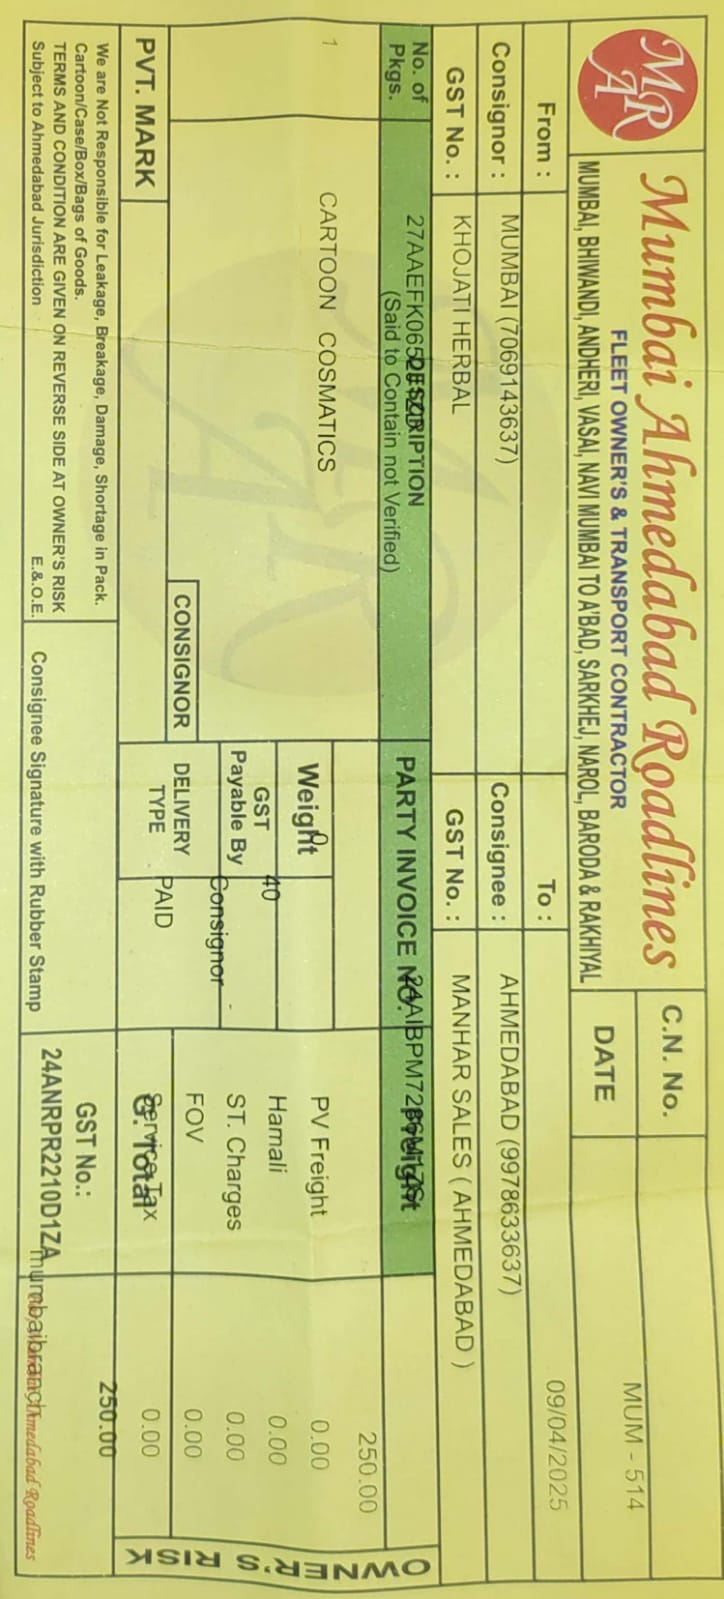 MAR
Mumbai Ahmedabad Roadlines
FLEET OWNER'S & TRANSPORT CONTRACTOR
MUMBAI, BHIWANDI, ANDHERI, VASAI, NAVI MUMBAI TO A'BAD, SARKHEJ, NAROL, BARODA & RAKHIYAL
C.N. No.
MUM - 514
DATE
09/04/2025
From :
To :
Consignor :
MUMBAI (7069143637)
Consignee :
AHMEDABAD (9978633637)
GST No. :
KHOJATI HERBAL
GST No. :
MANHAR SALES ( AHMEDABAD )
No. of
Pkgs.
DESCRIPTION
(Said to Contain not Verified)
PARTY INVOICE NO.
Freight
250.00
1
CARTOON COSMATICS
Weight
0
PV Freight
0.00
GST
Payable By
40
Consignor
Hamali
0.00
ST. Charges
0.00
CONSIGNOR
DELIVERY
TYPE
PAID
FOV
0.00
Service Tax
0.00
PVT. MARK
G. Total
250.00
OWNER'S RISK
We are Not Responsible for Leakage, Breakage, Damage, Shortage in Pack.
Cartoon/Case/Box/Bags of Goods.
TERMS AND CONDITION ARE GIVEN ON REVERSE SIDE AT OWNER'S RISK
Subject to Ahmedabad Jurisdiction
E.&.O.E.
Consignee Signature with Rubber Stamp
GST No.:
24ANRPR2210D1ZA
mumbaibranch
Ahmedabad Roadlines